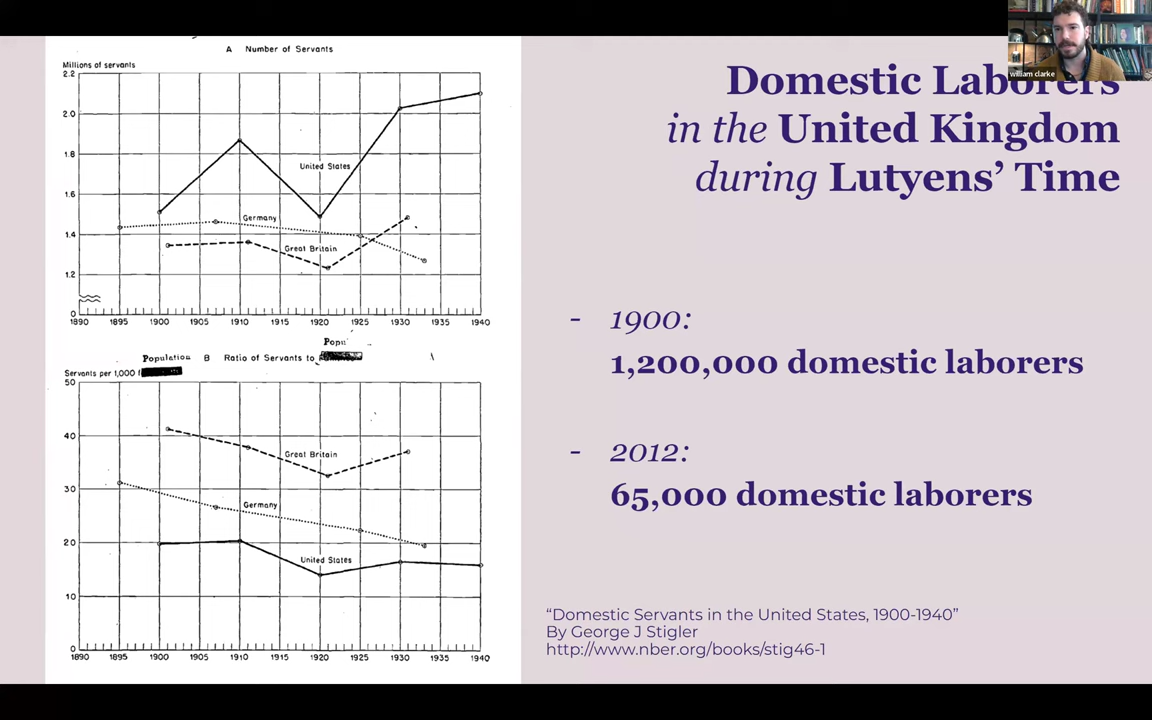 A Number of Servants
Millions of servants
2.2
2.0
1.8
1.6
1.4
1.2
0
United States
Germany
Great Britain
1890 1895 1900 1905 1910 1915 1920 1925 1930 1935 1940
Popu
Population B Ratio of Servants to
Servants per 1,000
50
40
30
20
10
0
Great Britain
Germany
United States
1890 1895 1900 1905 1910 1915 1920 1925 1930 1935 1940
william clarke
Domestic Laborers
in the United Kingdom
during Lutyens’ Time
- 1900:
1,200,000 domestic laborers
- 2012:
65,000 domestic laborers
“Domestic Servants in the United States, 1900-1940”
By George J Stigler
http://www.nber.org/books/stig46-1